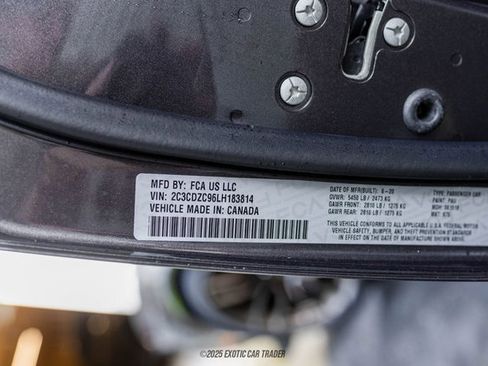 MFD BY: FCA US LLC
VIN: 2C3CDZC96LH183814
VEHICLE MADE IN: CANADA
DATE OF MFR(BUILT): 6-20
GVWR: 5450 LB / 2473 KG
GAWR FRONT: 2810 LB / 1275 KG
GAWR REAR: 2810 LB / 1275 KG
TYPE: PASSENGER CAR
PAINT: PAU
THIS VEHICLE CONFORMS TO ALL APPLICABLE U.S.A. FEDERAL MOTOR
VEHICLE SAFETY, BUMPER, AND THEFT PREVENTION STANDARDS
IN EFFECT ON THE DATE OF MANUFACTURE SHOWN ABOVE.
©2025 EXOTIC CAR TRADER